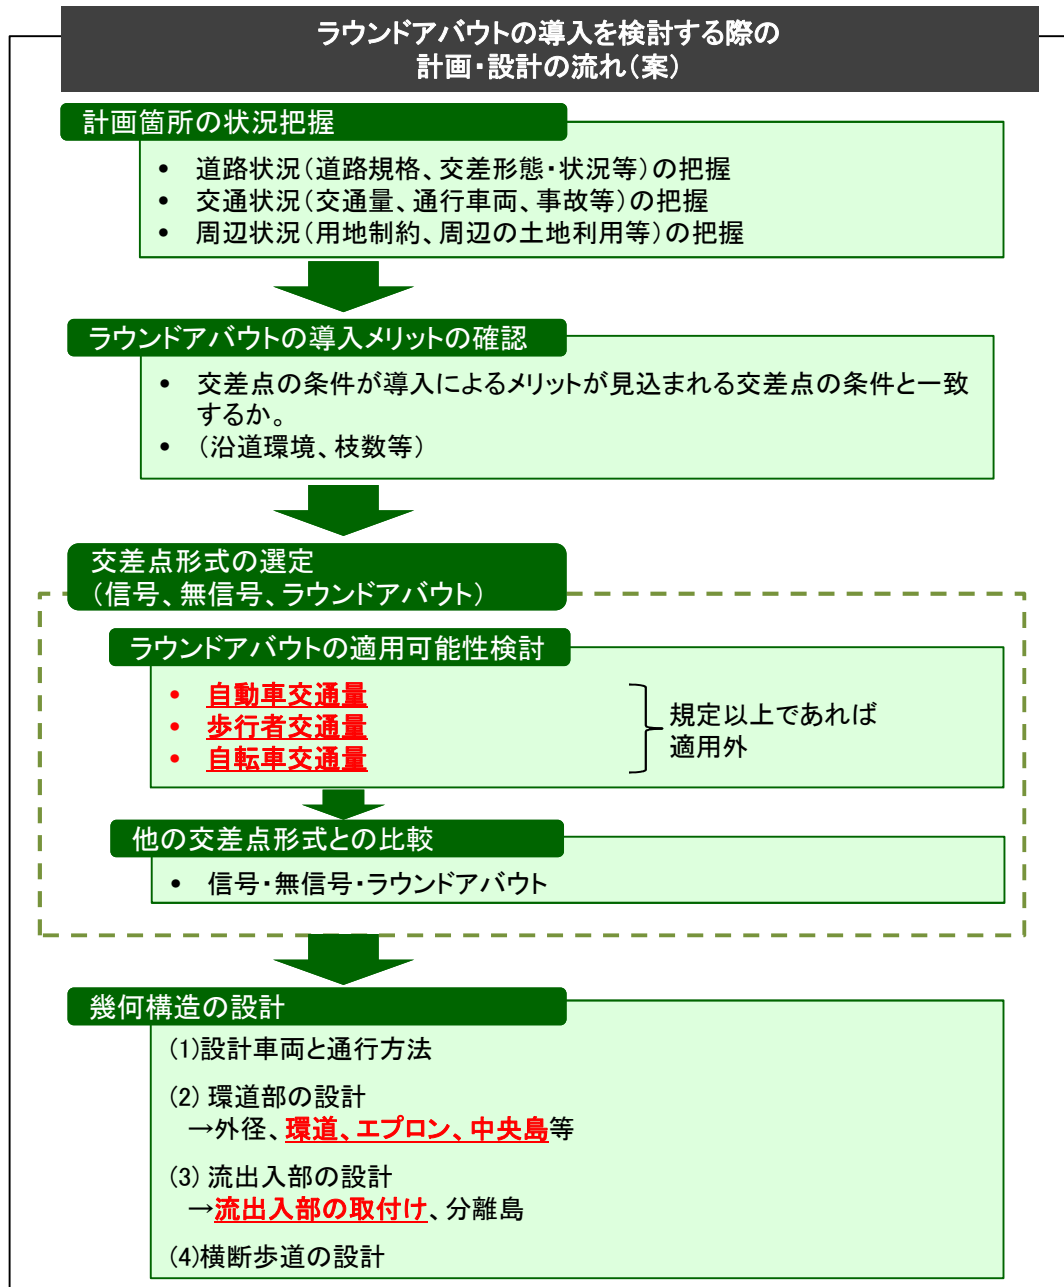 ラウンドアバウトの導入を検討する際の
計画・設計の流れ(案)
計画箇所の状況把握
• 道路状況(道路規格、交差形態・状況等)の把握
• 交通状況(交通量、通行車両、事故等)の把握
• 周辺状況(用地制約、周辺の土地利用等)の把握
ラウンドアバウトの導入メリットの確認
• 交差点の条件が導入によるメリットが見込まれる交差点の条件と一致
するか。
• (沿道環境、枝数等)
交差点形式の選定
(信号、無信号、ラウンドアバウト)
ラウンドアバウトの適用可能性検討
• 自動車交通量
• 歩行者交通量
• 自転車交通量
規定以上であれば
適用外
他の交差点形式との比較
• 信号・無信号・ラウンドアバウト
幾何構造の設計
(1)設計車両と通行方法
(2) 環道部の設計
→外径、環道、エプロン、中央島等
(3) 流出入部の設計
→流出入部の取付け、分離島
(4)横断歩道の設計